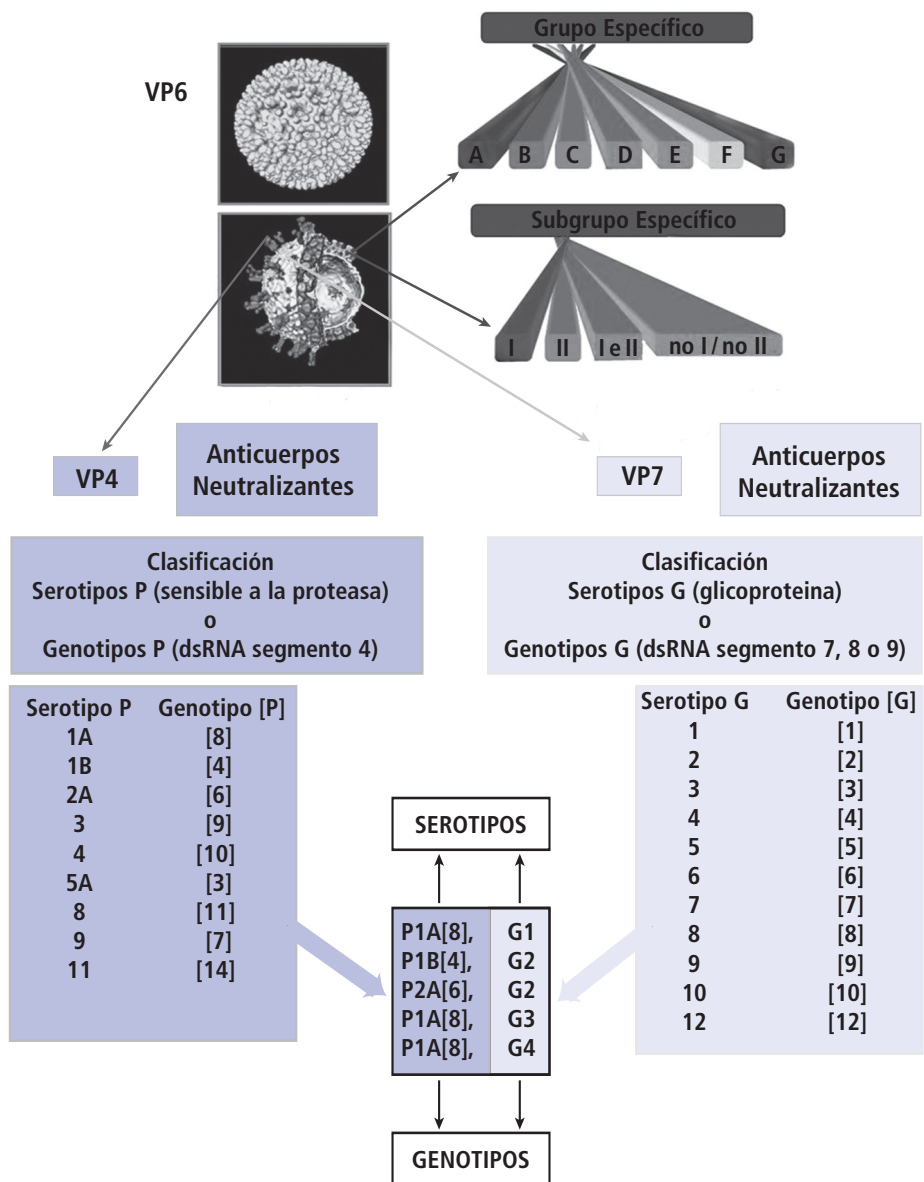 Grupo Específico
VP6
A B C D E F G
Subgrupo Específico
I II I e II no I / no II
VP4
Anticuerpos
Neutralizantes
VP7
Anticuerpos
Neutralizantes
Clasificación
Serotipos P (sensible a la proteasa)
o
Genotipos P (dsRNA segmento 4)
Clasificación
Serotipos G (glicoproteina)
o
Genotipos G (dsRNA segmento 7, 8 o 9)
Serotipo P Genotipo [P]
1A [8]
1B [4]
2A [6]
3 [9]
4 [10]
5A [3]
8 [11]
9 [7]
11 [14]
Serotipo G Genotipo [G]
1 [1]
2 [2]
3 [3]
4 [4]
5 [5]
6 [6]
7 [7]
8 [8]
9 [9]
10 [10]
12 [12]
SEROTIPOS
P1A[8], G1
P1B[4], G2
P2A[6], G2
P1A[8], G3
P1A[8], G4
GENOTIPOS